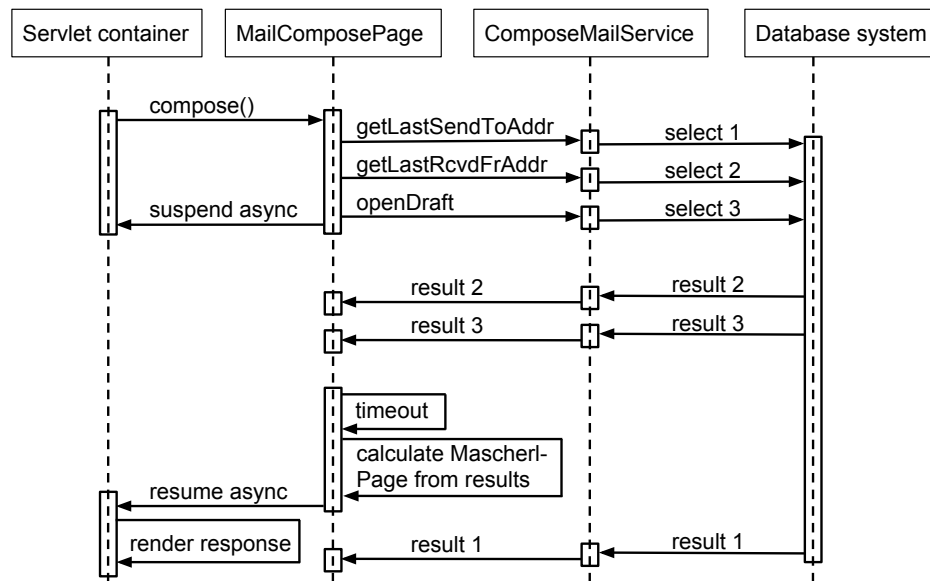 Servlet container
MailComposePage
ComposeMailService
Database system
compose()
getLastSendToAddr
select 1
getLastRcvdFrAddr
select 2
suspend async
openDraft
select 3
result 2
result 2
result 3
result 3
timeout
calculate Mascherl-
Page from results
resume async
render response
result 1
result 1